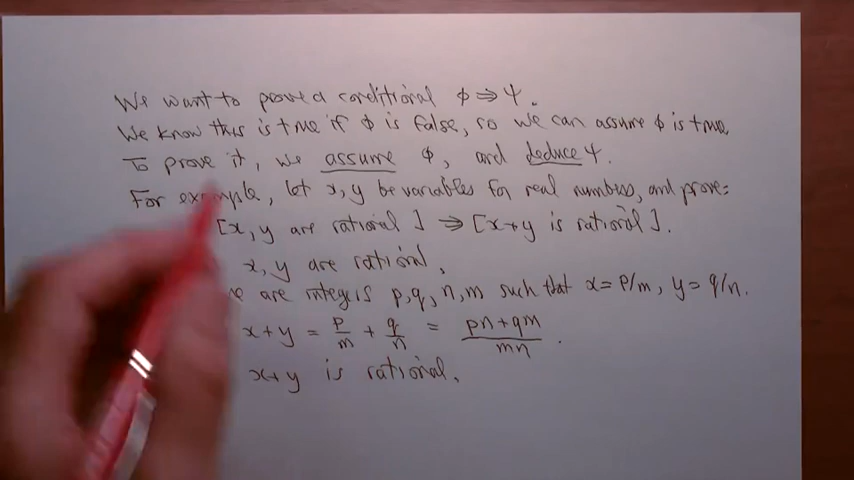 We want to prove a conditional ϕ ⇒ Ψ.
We know this is true if ϕ is false, so we can assume ϕ is true.
To prove it, we assume ϕ, and deduce Ψ.
For example, let x, y be variables for real numbers, and prove:
[x, y are rational] ⇒ [x+y is rational].
x, y are rational.
are integers p, q, n, m such that x = p/m, y = q/n.
x+y = p/m + q/n = (pn+qm)/mn.
x+y is rational.